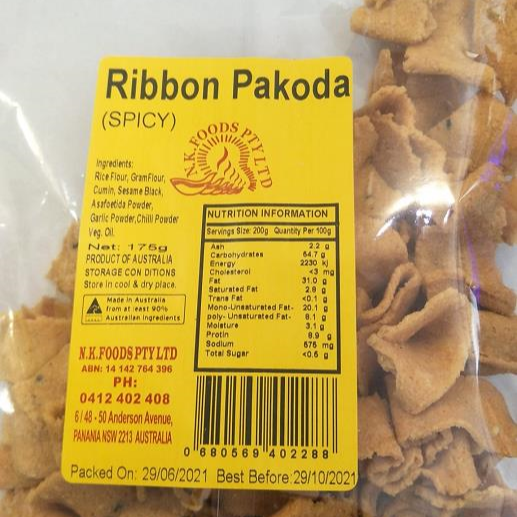 Ribbon Pakoda
(SPICY)
N.K.FOODS PTY LTD
Ingredients:
Rice Flour, Gram Flour,
Cumin, Sesame Black,
Asafoetida Powder,
Garlic Powder, Chilli Powder
Veg. Oil.
Net: 175g
PRODUCT OF AUSTRALIA
STORAGE CON DITIONS
Store in cool & dry place.
Made in Australia
from at least 90%
Australian ingredients
N.K.FOODS PTY LTD
ABN: 14 142 764 396
PH:
0412 402 408
6/48 - 50 Anderson Avenue,
PANANIA NSW 2213 AUSTRALIA
NUTRITION INFORMATION
Servings Size: 200g Quantity Per 100g
Ash 2.2 g
Carbohydrates 54.7 g
Energy 2230 kj
Cholesterol <3 mg
Fat 31.0 g
Saturated Fat 2.8 g
Trans Fat <0.1 g
Mono-Unsaturated Fat- 20.1 g
poly- Unsaturated Fat- 8.1 g
Moisture 3.1 g
Protein 8.9 g
Sodium 575 mg
Total Sugar <0.5 g
0 680569 402288
Packed On: 29/06/2021 Best Before:29/10/2021